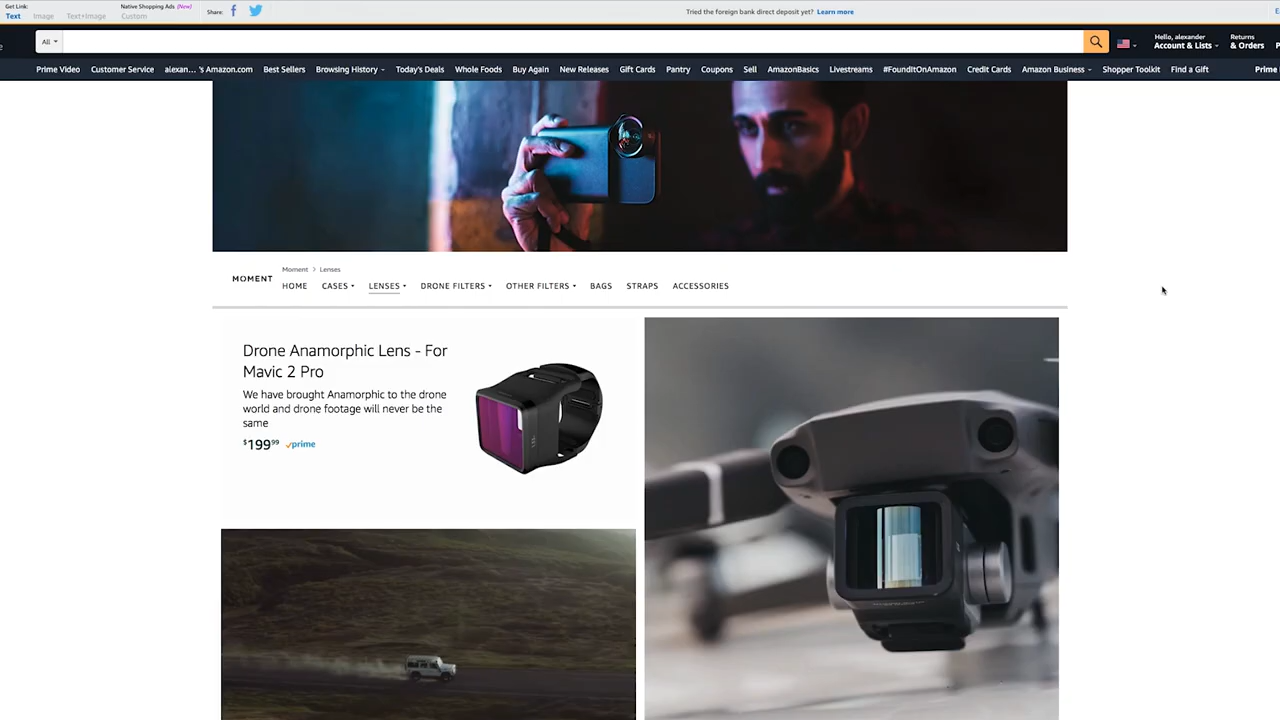 Get Link:
Text Image Text+Image
Native Shopping Ads (New)
Custom
Share:
Tried the foreign bank direct deposit yet? Learn more
All
Hello, alexander
Account & Lists
Returns
& Orders
Prime Video Customer Service alexan... 's Amazon.com Best Sellers Browsing History Today's Deals Whole Foods Buy Again New Releases Gift Cards Pantry Coupons Sell AmazonBasics Livestreams #FoundItOnAmazon Credit Cards Amazon Business Shopper Toolkit Find a Gift Prime
MOMENT
Moment > Lenses
HOME CASES LENSES DRONE FILTERS OTHER FILTERS BAGS STRAPS ACCESSORIES
Drone Anamorphic Lens - For
Mavic 2 Pro
We have brought Anamorphic to the drone
world and drone footage will never be the
same
$199.99 prime